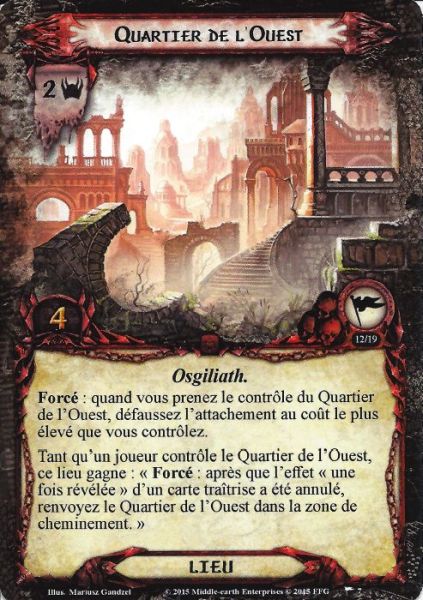 Quartier de l'Ouest
2
4
12/19
Osgiliath.
Forcé : quand vous prenez le contrôle du Quartier
de l'Ouest, défaussez l'attachement au coût le plus
élevé que vous contrôlez.
Tant qu'un joueur contrôle le Quartier de l'Ouest,
ce lieu gagne : « Forcé : après que l'effet « une
fois révélée » d'un carte traîtrise a été annulé,
renvoyez le Quartier de l'Ouest dans la zone de
cheminement. »
LIEU
Illus. Mariusz Gandzel © 2015 Middle-earth Enterprises © 2015 FFG 7